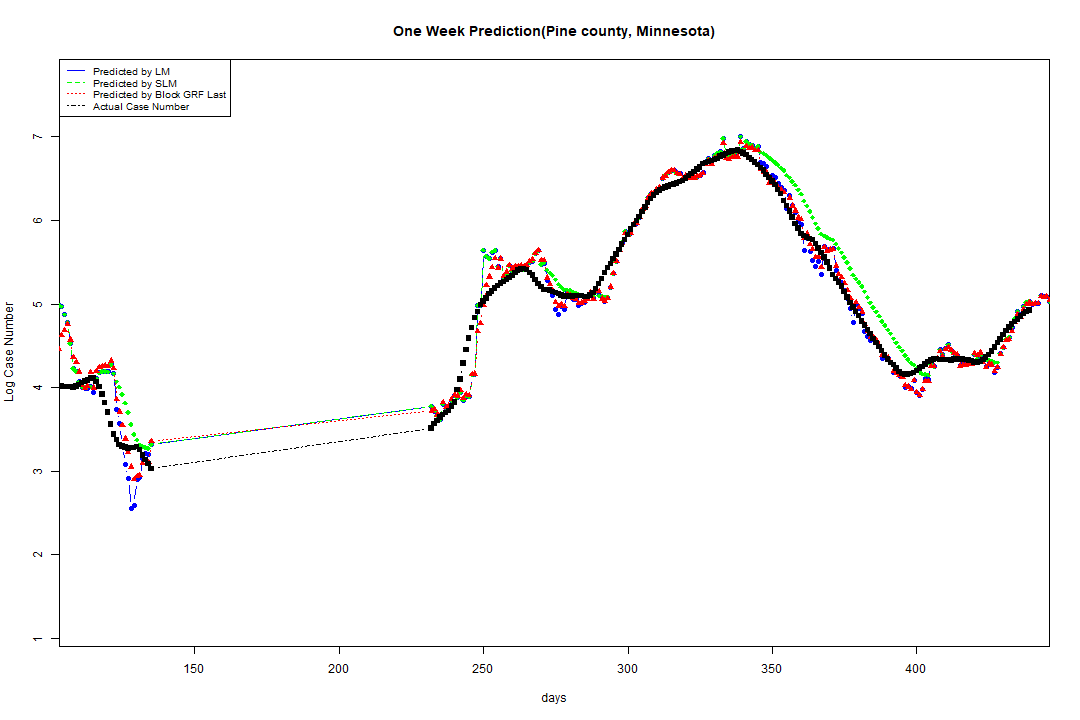 One Week Prediction(Pine county, Minnesota)
Predicted by LM
Predicted by SLM
Predicted by Block GRF Last
Actual Case Number
7
6
5
4
3
2
1
Log Case Number
150 200 250 300 350 400
days